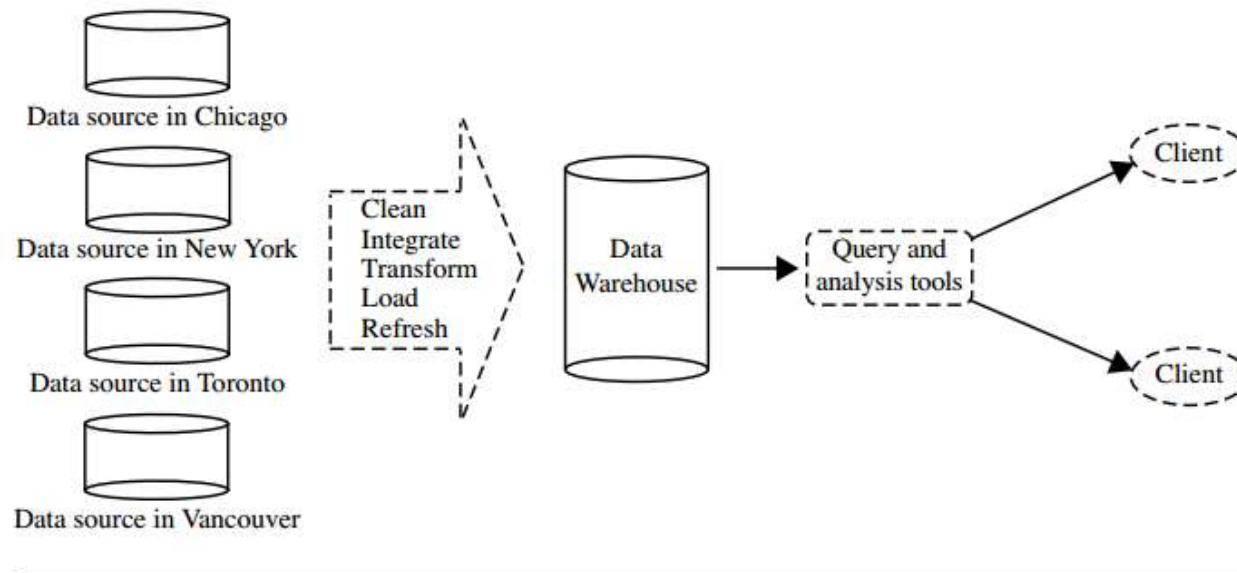 Data source in Chicago
Data source in New York
Data source in Toronto
Data source in Vancouver
Clean
Integrate
Transform
Load
Refresh
Data
Warehouse
Query and
analysis tools
Client
Client